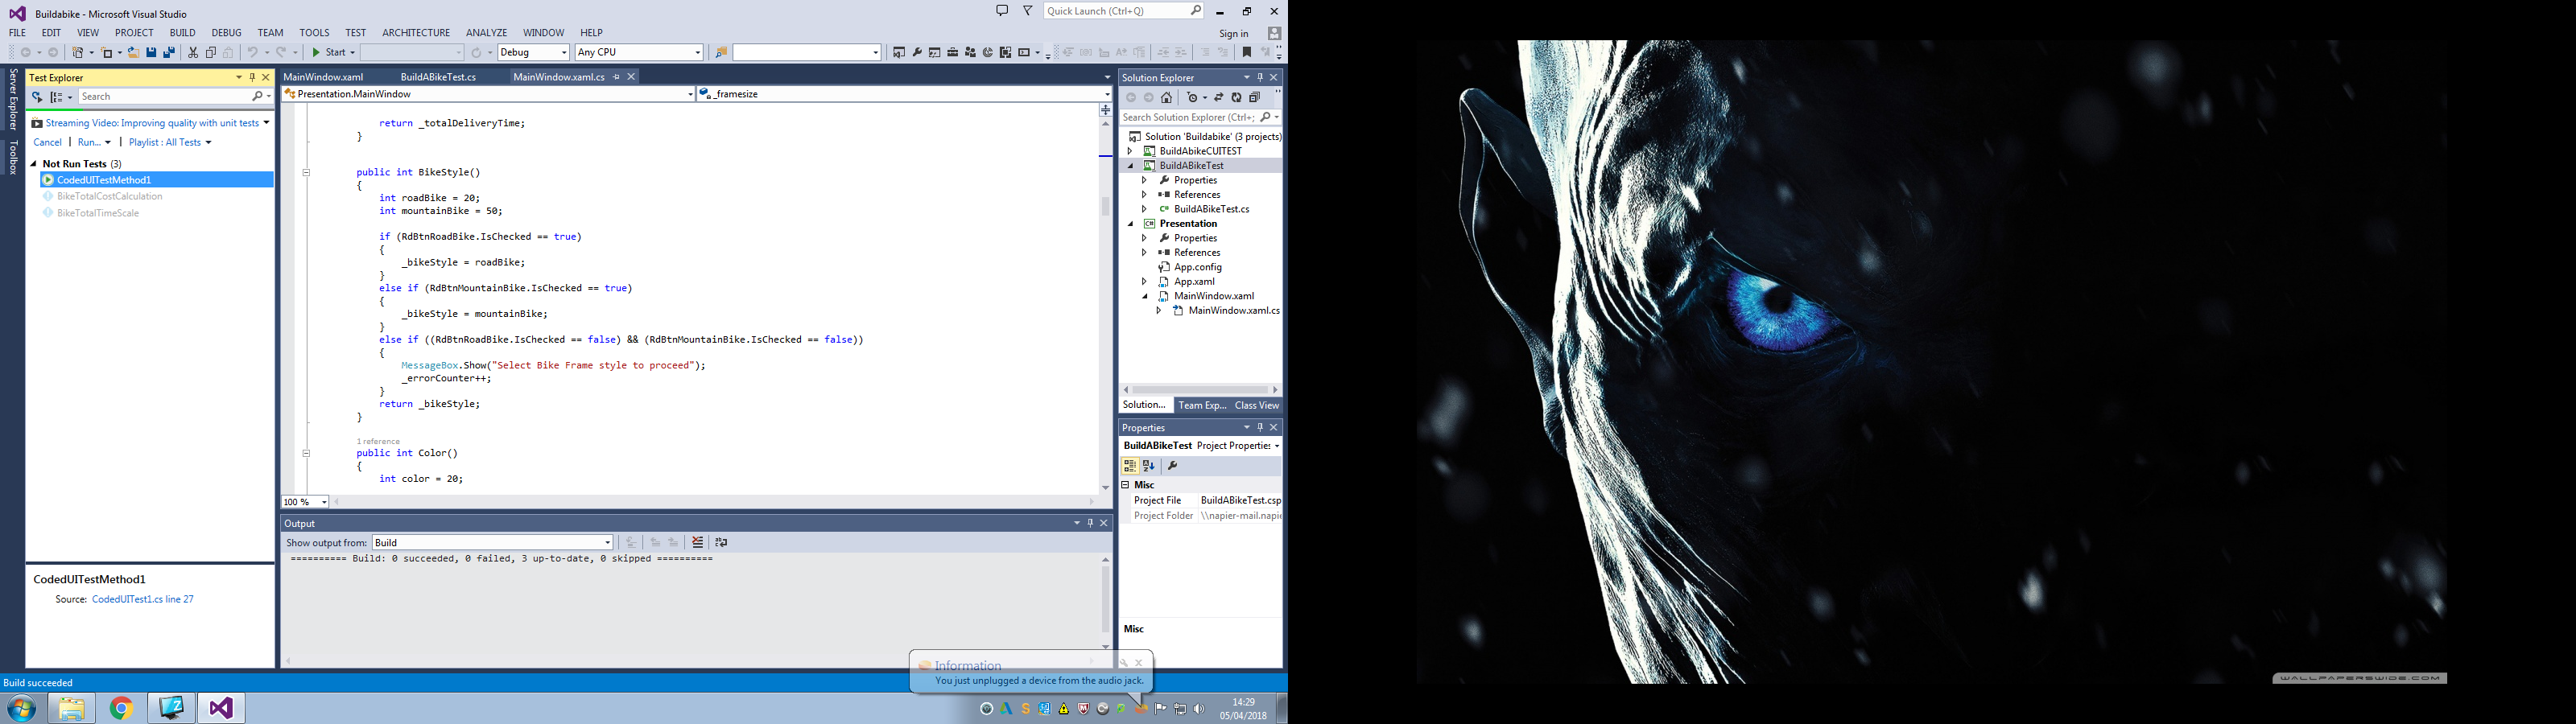 Buildabike - Microsoft Visual Studio
Quick Launch (Ctrl+Q)
FILE EDIT VIEW PROJECT BUILD DEBUG TEAM TOOLS TEST ARCHITECTURE ANALYZE WINDOW HELP
Sign in
Start Debug Any CPU
Server Explorer
Toolbox
Test Explorer
Search
Streaming Video: Improving quality with unit tests
Cancel | Run... | Playlist : All Tests
Not Run Tests (3)
CodedUITestMethod1
BikeTotalCostCalculation
BikeTotalTimeScale
CodedUITestMethod1
Source: CodedUITest1.cs line 27
MainWindow.xaml BuildABikeTest.cs MainWindow.xaml.cs
Presentation.MainWindow _framesize
return _totalDeliveryTime;
}
public int BikeStyle()
{
int roadBike = 20;
int mountainBike = 50;
if (RdBtnRoadBike.IsChecked == true)
{
_bikeStyle = roadBike;
}
else if (RdBtnMountainBike.IsChecked == true)
{
_bikeStyle = mountainBike;
}
else if ((RdBtnRoadBike.IsChecked == false) && (RdBtnMountainBike.IsChecked == false))
{
MessageBox.Show("Select Bike Frame style to proceed");
_errorCounter++;
}
return _bikeStyle;
}
1 reference
public int Color()
{
int color = 20;
100 %
Output
Show output from: Build
========== Build: 0 succeeded, 0 failed, 3 up-to-date, 0 skipped ==========
Solution Explorer
Search Solution Explorer (Ctrl+;
Solution 'Buildabike' (3 projects)
BuildAbikeCUITEST
BuildABikeTest
Properties
References
BuildABikeTest.cs
Presentation
Properties
References
App.config
App.xaml
MainWindow.xaml
MainWindow.xaml.cs
Solution... Team Exp... Class View
Properties
BuildABikeTest Project Properties
Misc
Project File BuildABikeTest.csp
Project Folder \\napier-mail.napie
Misc
Information
You just unplugged a device from the audio jack.
Build succeeded
14:29
05/04/2018
WALLPAPERSWIDE.COM